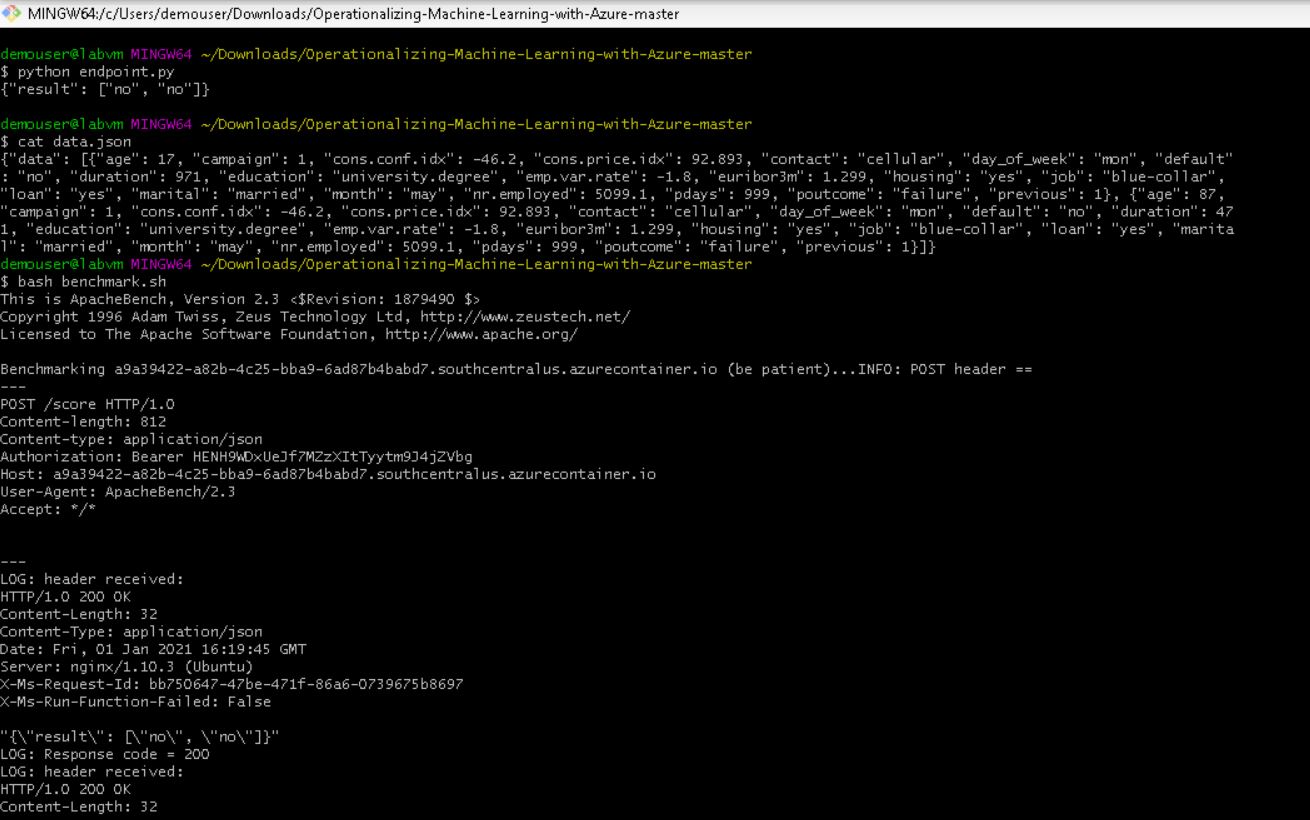 MINGW64:/c/Users/demouser/Downloads/Operationalizing-Machine-Learning-with-Azure-master
demouser@labvm MINGW64 ~/Downloads/Operationalizing-Machine-Learning-with-Azure-master
$ python endpoint.py
{"result": ["no", "no"]}
demouser@labvm MINGW64 ~/Downloads/Operationalizing-Machine-Learning-with-Azure-master
$ cat data.json
{"data": [{"age": 17, "campaign": 1, "cons.conf.idx": -46.2, "cons.price.idx": 92.893, "contact": "cellular", "day_of_week": "mon", "default"
: "no", "duration": 971, "education": "university.degree", "emp.var.rate": -1.8, "euribor3m": 1.299, "housing": "yes", "job": "blue-collar",
"loan": "yes", "marital": "married", "month": "may", "nr.employed": 5099.1, "pdays": 999, "poutcome": "failure", "previous": 1}, {"age": 87,
"campaign": 1, "cons.conf.idx": -46.2, "cons.price.idx": 92.893, "contact": "cellular", "day_of_week": "mon", "default": "no", "duration": 47
1, "education": "university.degree", "emp.var.rate": -1.8, "euribor3m": 1.299, "housing": "yes", "job": "blue-collar", "loan": "yes", "marita
l": "married", "month": "may", "nr.employed": 5099.1, "pdays": 999, "poutcome": "failure", "previous": 1}]}
demouser@labvm MINGW64 ~/Downloads/Operationalizing-Machine-Learning-with-Azure-master
$ bash benchmark.sh
This is ApacheBench, Version 2.3 <$Revision: 1879490 $>
Copyright 1996 Adam Twiss, Zeus Technology Ltd, http://www.zeustech.net/
Licensed to The Apache Software Foundation, http://www.apache.org/
Benchmarking a9a39422-a82b-4c25-bba9-6ad87b4babd7.southcentralus.azurecontainer.io (be patient)...INFO: POST header ==
---
POST /score HTTP/1.0
Content-length: 812
Content-type: application/json
Authorization: Bearer HENH9WDxUeJf7MZzXItTyytm9J4jZVbg
Host: a9a39422-a82b-4c25-bba9-6ad87b4babd7.southcentralus.azurecontainer.io
User-Agent: ApacheBench/2.3
Accept: */*
---
LOG: header received:
HTTP/1.0 200 OK
Content-Length: 32
Content-Type: application/json
Date: Fri, 01 Jan 2021 16:19:45 GMT
Server: nginx/1.10.3 (Ubuntu)
X-Ms-Request-Id: bb750647-47be-471f-86a6-0739675b8697
X-Ms-Run-Function-Failed: False
"{\"result\": [\"no\", \"no\"]}"
LOG: Response code = 200
LOG: header received:
HTTP/1.0 200 OK
Content-Length: 32